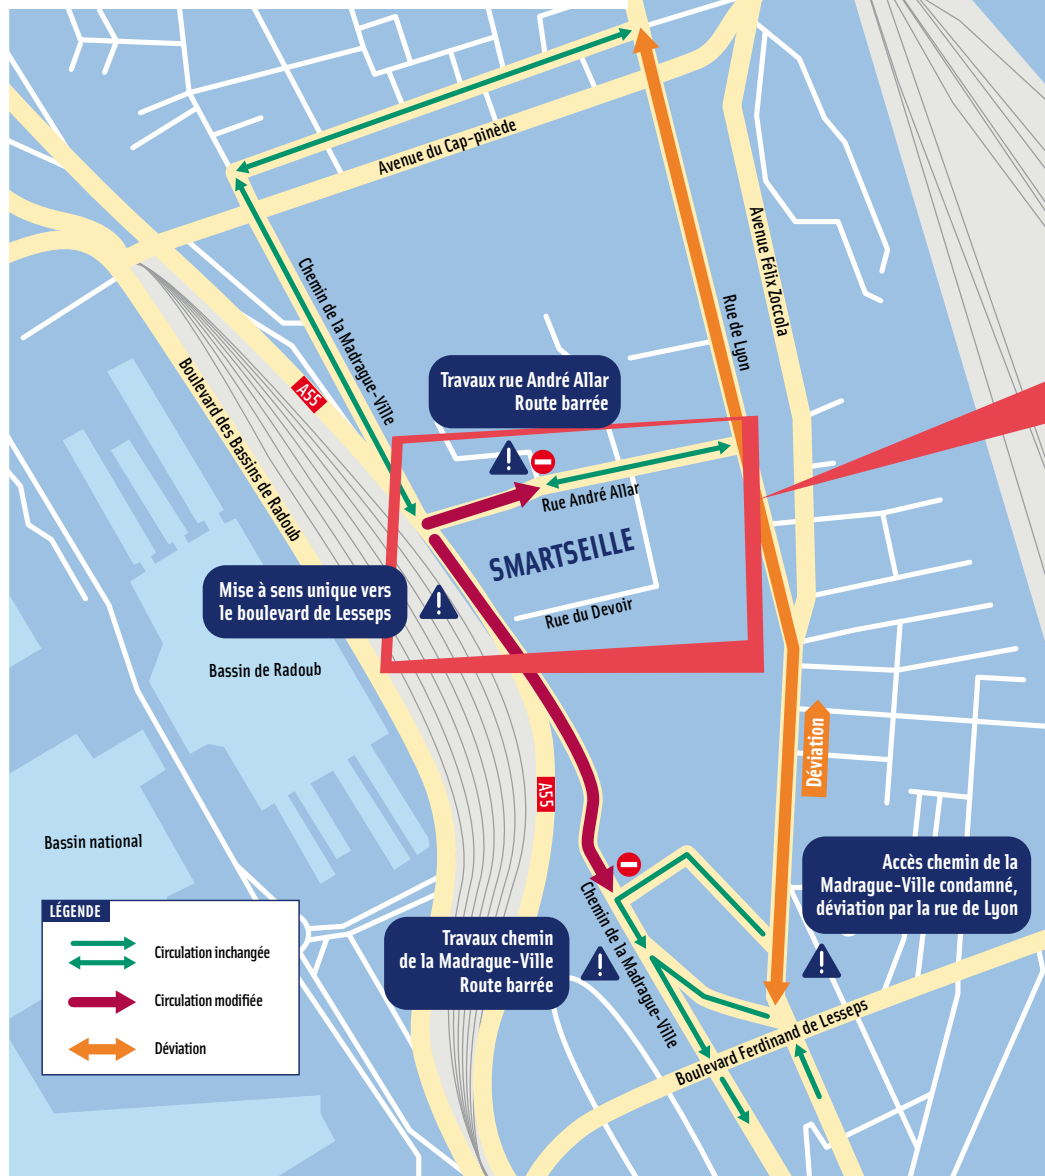 Avenue du Cap-pinède
Avenue Félix Zoccola
Chemin de la Madrague-Ville
Rue de Lyon
Boulevard des Bassins de Radoub
A55
Travaux rue André Allar
Route barrée
Rue André Allar
SMARTSEILLE
Mise à sens unique vers
le boulevard de Lesseps
Rue du Devoir
Bassin de Radoub
Déviation
A55
Bassin national
Accès chemin de la
Madrague-Ville condamné,
déviation par la rue de Lyon
Chemin de la Madrague-Ville
Travaux chemin
de la Madrague-Ville
Route barrée
Boulevard Ferdinand de Lesseps
LÉGENDE
Circulation inchangée
Circulation modifiée
Déviation